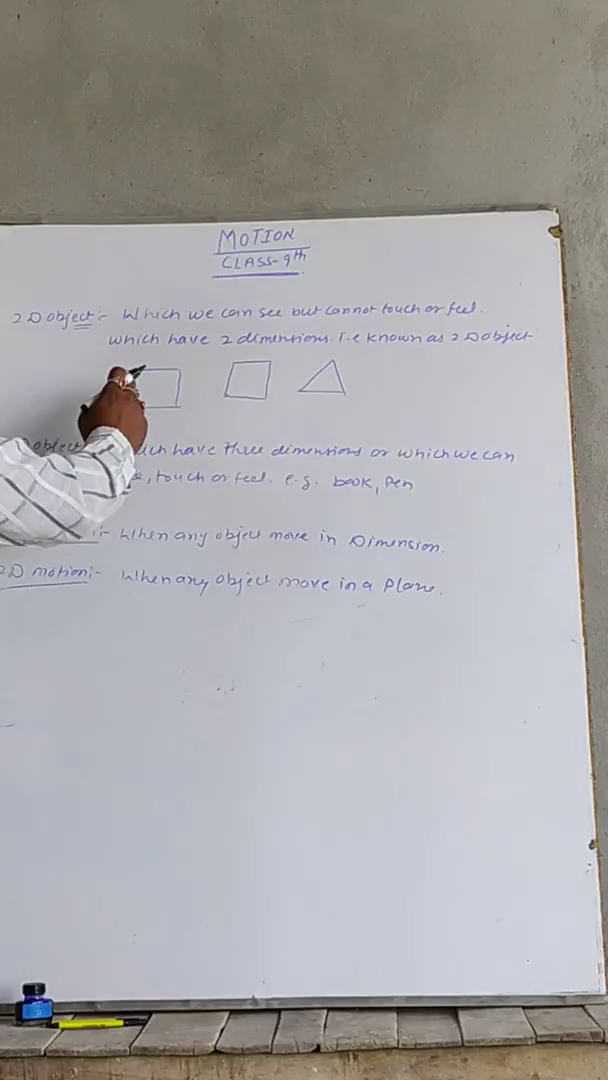 MOTION
CLASS-9th
2D object:- Which we can see but cannot touch or feel.
which have 2 dimensions. I.e known as 2D object
object have three dimensions or which we can
, touch or feel. e.g. book, pen
:- When any object move in Dimension.
2D motion:- When any object move in a Plane.